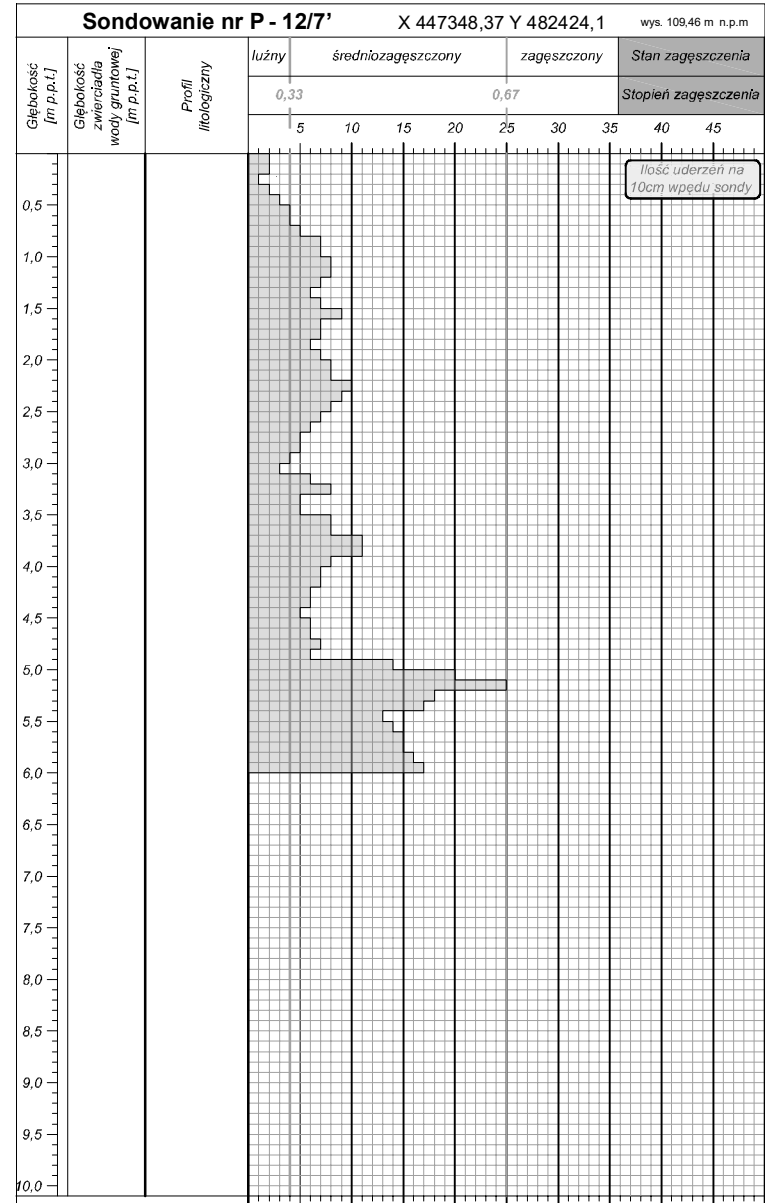 Sondowanie nr P - 12/7’ X 447348,37 Y 482424,1 wys. 109,46 m n.p.m
Głębokość
[m p.p.t.]
Głębokość
zwierciadła
wody gruntowej
[m p.p.t.]
Profil
litologiczny
luźny średniozagęszczony zagęszczony Stan zagęszczenia
0,33 0,67 Stopień zagęszczenia
5 10 15 20 25 30 35 40 45
Ilość uderzeń na
10cm wpędu sondy
0,5
1,0
1,5
2,0
2,5
3,0
3,5
4,0
4,5
5,0
5,5
6,0
6,5
7,0
7,5
8,0
8,5
9,0
9,5
10,0